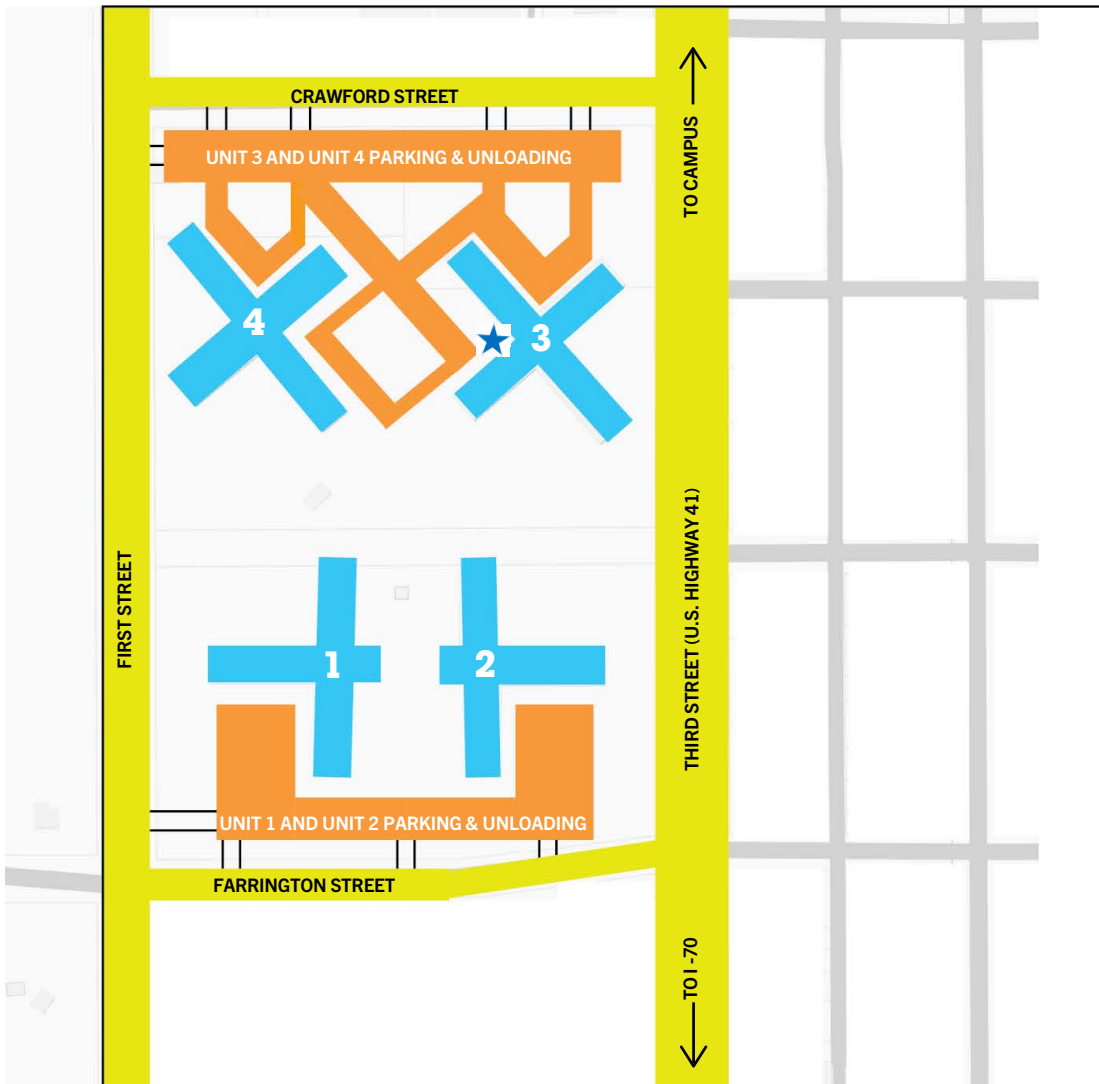 CRAWFORD STREET
TO CAMPUS
UNIT 3 AND UNIT 4 PARKING & UNLOADING
4
3
FIRST STREET
THIRD STREET (U.S. HIGHWAY 41)
1
2
UNIT 1 AND UNIT 2 PARKING & UNLOADING
FARRINGTON STREET
TO I -70